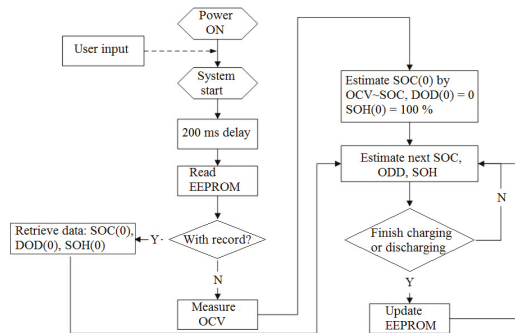 Power
ON
User input
System
start
200 ms delay
Read
EEPROM
With record?
Y
Retrieve data: SOC(0),
DOD(0), SOH(0)
N
Measure
OCV
Estimate SOC(0) by
OCV~SOC, DOD(0) = 0
SOH(0) = 100 %
Estimate next SOC,
ODD, SOH
N
Finish charging
or discharging
Y
Update
EEPROM